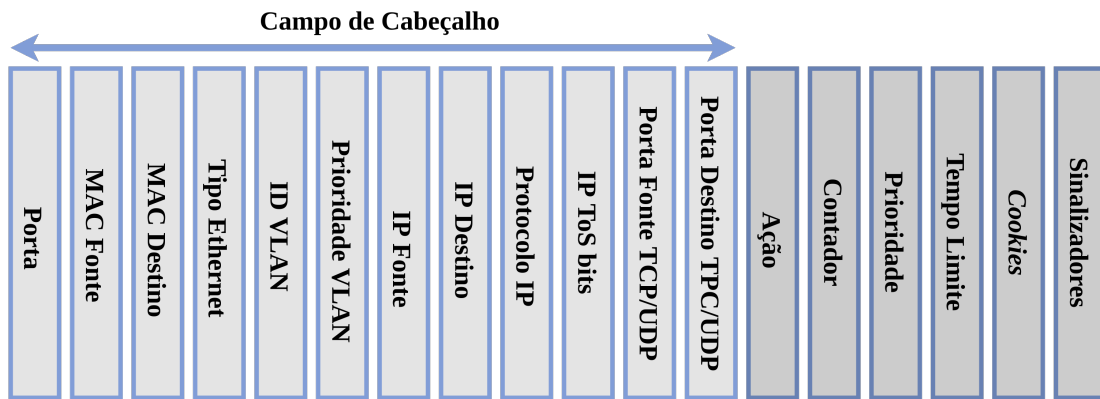 Campo de Cabeçalho
Porta
MAC Fonte
MAC Destino
Tipo Ethernet
ID VLAN
Prioridade VLAN
IP Fonte
IP Destino
Protocolo IP
IP ToS bits
Porta Fonte TCP/UDP
Porta Destino TPC/UDP
Ação
Contador
Prioridade
Tempo Limite
Cookies
Sinalizadores